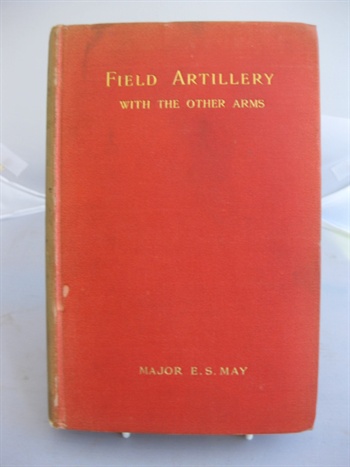 FIELD ARTILLERY
WITH THE OTHER ARMS
MAJOR E. S. MAY